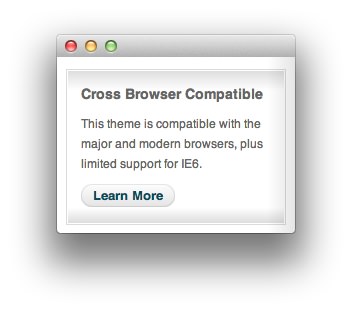 Cross Browser Compatible
This theme is compatible with the
major and modern browsers, plus
limited support for IE6.
Learn More